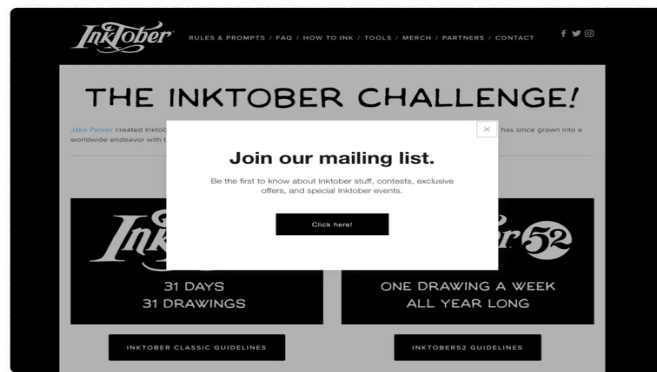 InkTober
RULES & PROMPTS / FAQ / HOW TO INK / TOOLS / MERCH / PARTNERS / CONTACT
THE INKTOBER CHALLENGE!
Jake Parker created Inktob
has since grown into a
worldwide endeavor with t
×
Join our mailing list.
Be the first to know about Inktober stuff, contests, exclusive
offers, and special Inktober events.
Click here!
Ink
r52
31 DAYS
31 DRAWINGS
ONE DRAWING A WEEK
ALL YEAR LONG
INKTOBER CLASSIC GUIDELINES
INKTOBER52 GUIDELINES